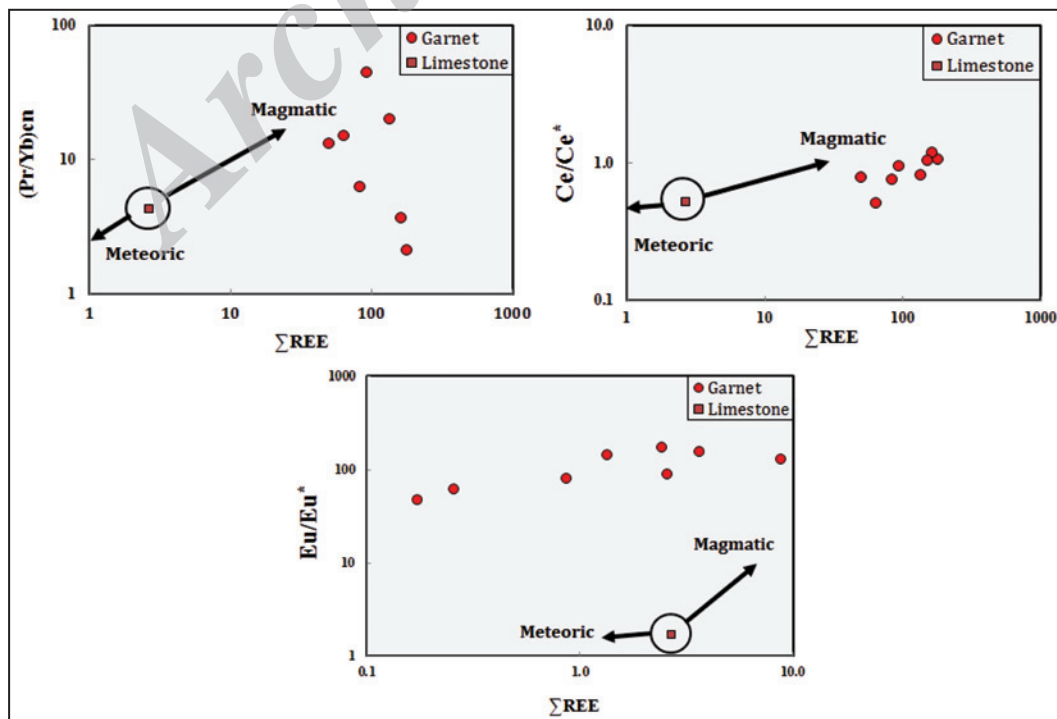 100
10
1
(Pr/Yb)cn
Garnet
Limestone
Magmatic
Meteoric
1
10
100
1000
∑REE
10.0
1.0
0.1
Ce/Ce*
Garnet
Limestone
Magmatic
Meteoric
1
10
100
1000
∑REE
1000
100
10
1
Eu/Eu*
Garnet
Limestone
Magmatic
Meteoric
0.1
1.0
10.0
∑REE